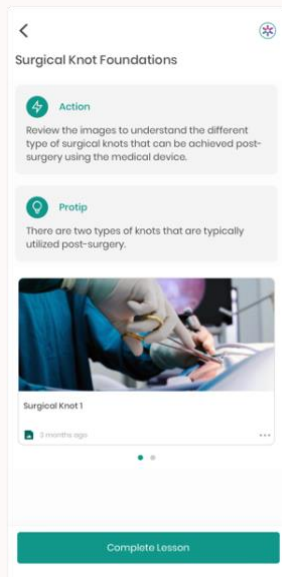 Surgical Knot Foundations
Action
Review the images to understand the different
type of surgical knots that can be achieved post-
surgery using the medical device.
Protip
There are two types of knots that are typically
utilized post-surgery.
Surgical Knot 1
3 months ago
Complete Lesson